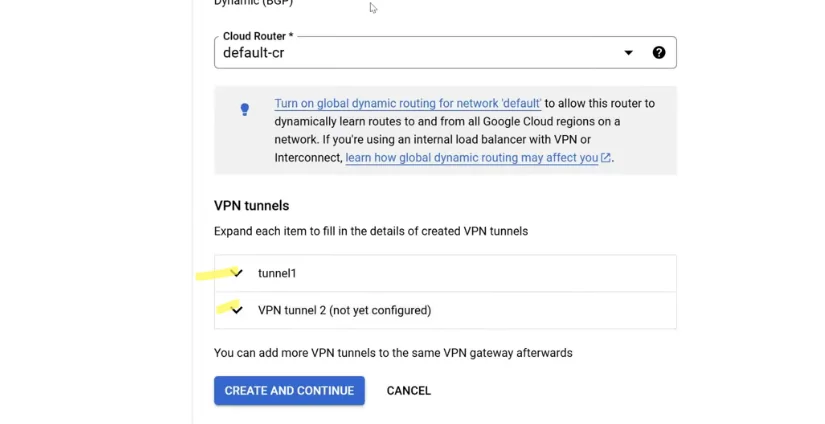 Dynamic (BGP)
Cloud Router *
default-cr
Turn on global dynamic routing for network 'default' to allow this router to
dynamically learn routes to and from all Google Cloud regions on a
network. If you're using an internal load balancer with VPN or
Interconnect, learn how global dynamic routing may affect you.
VPN tunnels
Expand each item to fill in the details of created VPN tunnels
tunnel1
VPN tunnel 2 (not yet configured)
You can add more VPN tunnels to the same VPN gateway afterwards
CREATE AND CONTINUE CANCEL